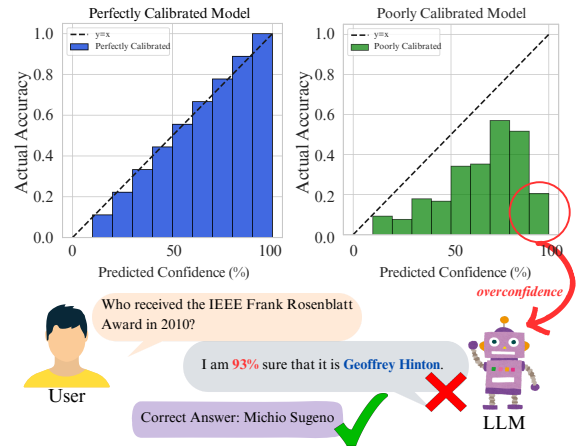 Perfectly Calibrated Model
Poorly Calibrated Model
y=x
Perfectly Calibrated
y=x
Poorly Calibrated
Actual Accuracy
1.0
0.8
0.6
0.4
0.2
0.0
0
50
100
Predicted Confidence (%)
Actual Accuracy
1.0
0.8
0.6
0.4
0.2
0.0
0
50
100
Predicted Confidence (%)
overconfidence
Who received the IEEE Frank Rosenblatt
Award in 2010?
User
I am 93% sure that it is Geoffrey Hinton.
Correct Answer: Michio Sugeno
LLM